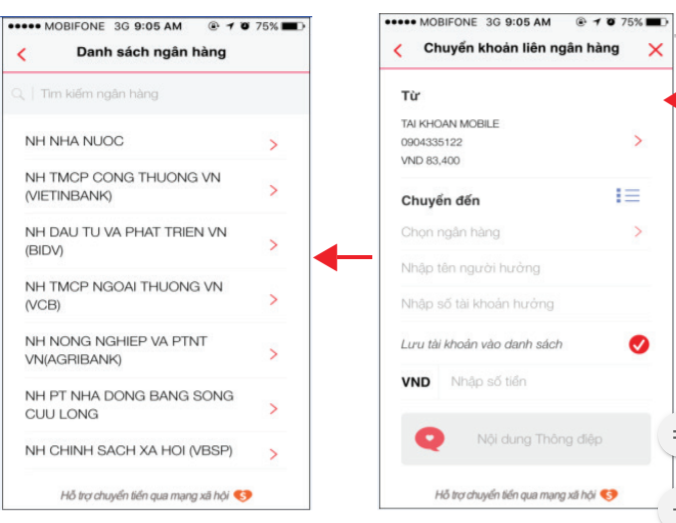 MOBIFONE 3G 9:05 AM 75%
Danh sách ngân hàng
Tìm kiếm ngân hàng
NH NHA NUOC
NH TMCP CONG THUONG VN
(VIETINBANK)
NH DAU TU VA PHAT TRIEN VN
(BIDV)
NH TMCP NGOAI THUONG VN
(VCB)
NH NONG NGHIEP VA PTNT
VN(AGRIBANK)
NH PT NHA DONG BANG SONG
CUU LONG
NH CHINH SACH XA HOI (VBSP)
Hỗ trợ chuyển tiền qua mạng xã hội
MOBIFONE 3G 9:05 AM 75%
Chuyển khoản liên ngân hàng
Từ
TAI KHOAN MOBILE
0904335122
VND 83,400
Chuyển đến
Chọn ngân hàng
Nhập tên người hưởng
Nhập số tài khoản hưởng
Lưu tài khoản vào danh sách
VND Nhập số tiền
Nội dung Thông điệp
Hỗ trợ chuyển tiền qua mạng xã hội